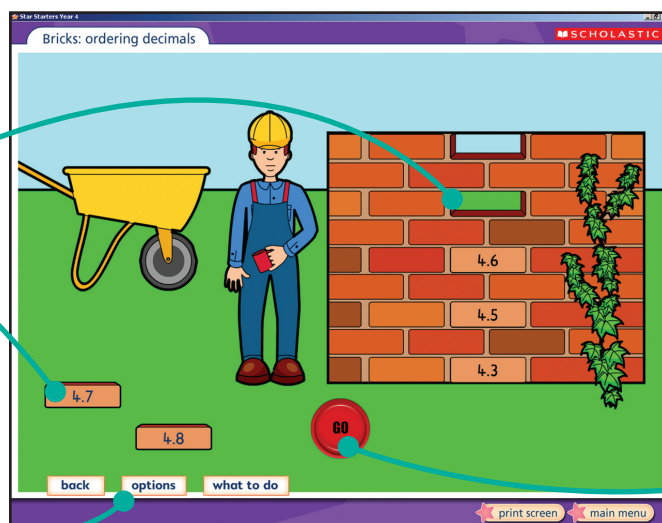 Star Starters Year 4
Bricks: ordering decimals
SCHOLASTIC
4.6
4.5
4.3
4.7
4.8
GO
back
options
what to do
print screen
main menu